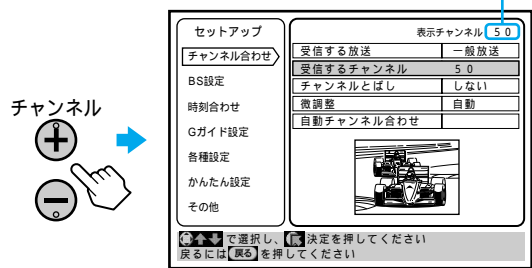 チャンネル
セットアップ
チャンネル合わせ
BS設定
時刻合わせ
Gガイド設定
各種設定
かんたん設定
その他
表示チャンネル 50
受信する放送 一般放送
受信するチャンネル 50
チャンネルとばし しない
微調整 自動
自動チャンネル合わせ
で選択し、 決定を押してください
戻るには 戻る を押してください